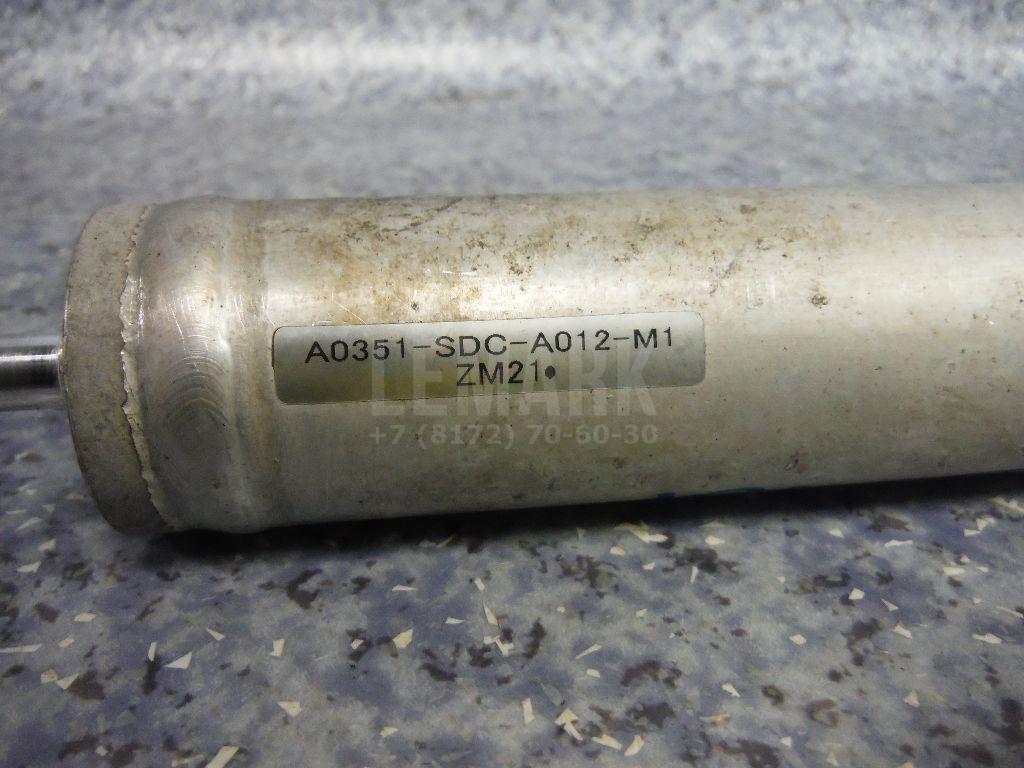 A0351-SDC-A012-M1
ZM21•
LEMARK
+7 (8172) 70-60-30